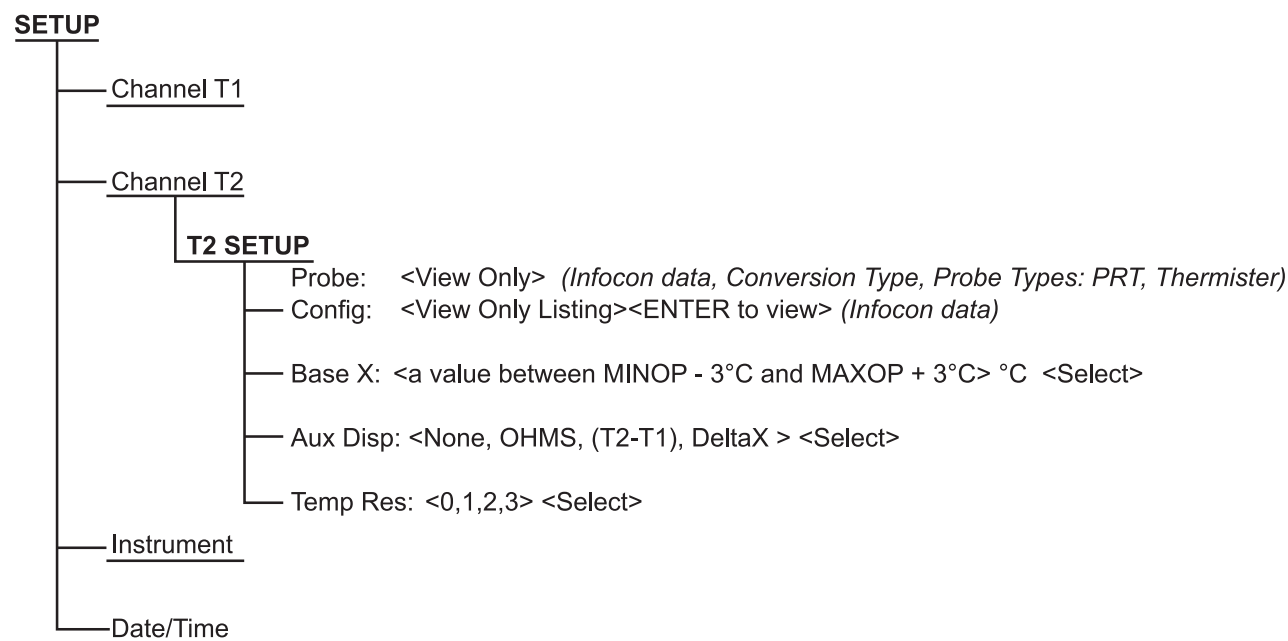 SETUP
Channel T1
Channel T2
T2 SETUP
Probe: <View Only> (Infocon data, Conversion Type, Probe Types: PRT, Thermister)
Config: <View Only Listing><ENTER to view> (Infocon data)
Base X: <a value between MINOP - 3°C and MAXOP + 3°C> °C <Select>
Aux Disp: <None, OHMS, (T2-T1), DeltaX > <Select>
Temp Res: <0,1,2,3> <Select>
Instrument
Date/Time